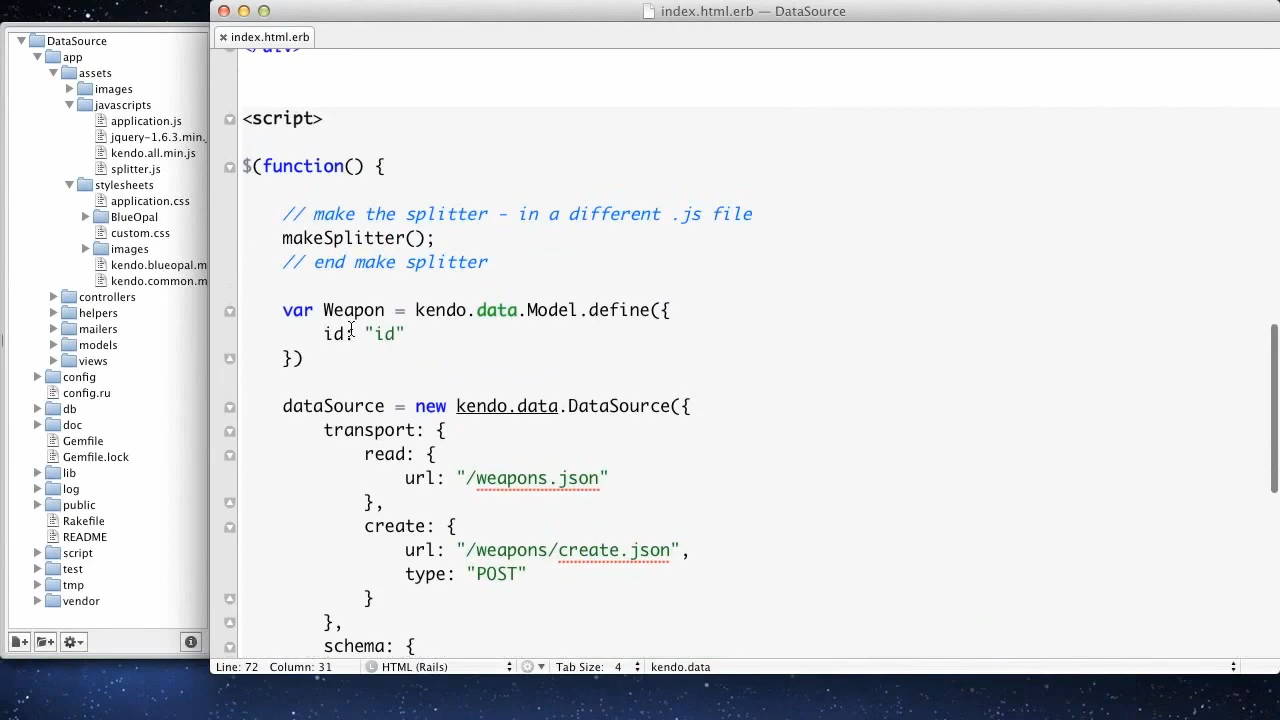 index.html.erb — DataSource
index.html.erb
DataSource
app
assets
images
javascripts
application.js
jquery-1.6.3.min.
kendo.all.min.js
splitter.js
stylesheets
application.css
BlueOpal
custom.css
images
kendo.blueopal.m
kendo.common.m
controllers
helpers
mailers
models
views
config
config.ru
db
doc
Gemfile
Gemfile.lock
lib
log
public
Rakefile
README
script
test
tmp
vendor
</div>
<script>
$(function() {
// make the splitter - in a different .js file
makeSplitter();
// end make splitter
var Weapon = kendo.data.Model.define({
id: "id"
})
dataSource = new kendo.data.DataSource({
transport: {
read: {
url: "/weapons.json"
},
create: {
url: "/weapons/create.json",
type: "POST"
}
},
schema: {
Line: 72 Column: 31 HTML (Rails) Tab Size: 4 kendo.data